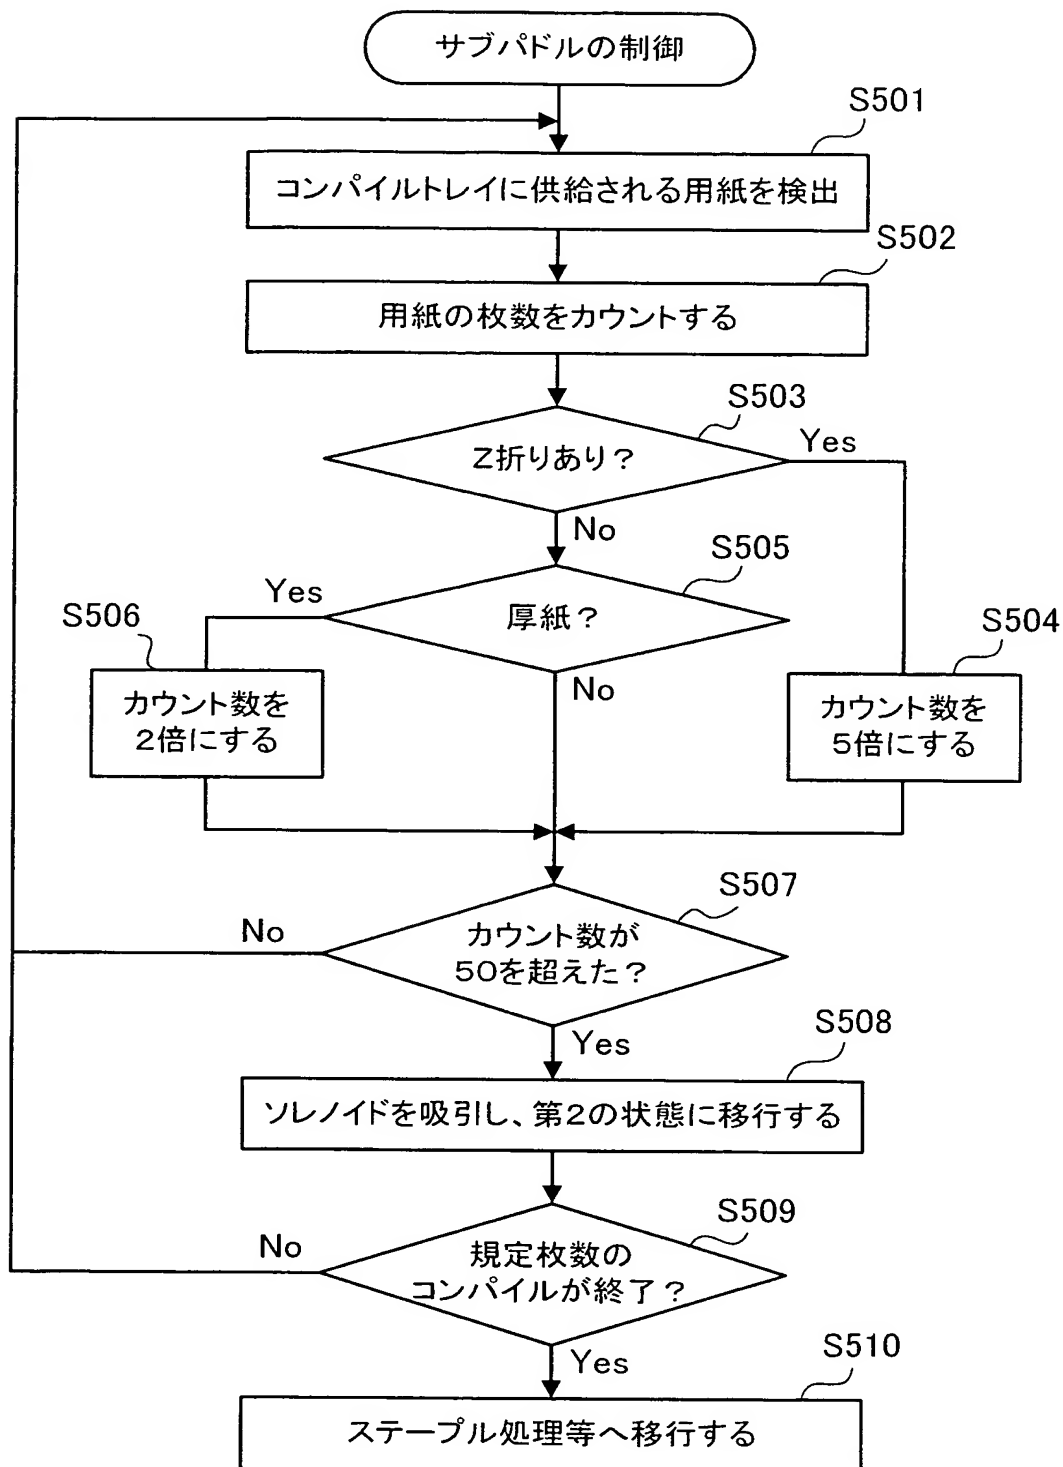 サブパドルの制御
S501
コンパイルトレイに供給される用紙を検出
S502
用紙の枚数をカウントする
S503
Z折りあり？
Yes
No
S505
厚紙？
Yes
No
S506
カウント数を
2倍にする
S504
カウント数を
5倍にする
S507
カウント数が
50を超えた？
No
Yes
S508
ソレノイドを吸引し、第2の状態に移行する
S509
規定枚数の
コンパイルが終了？
No
Yes
S510
ステープル処理等へ移行する